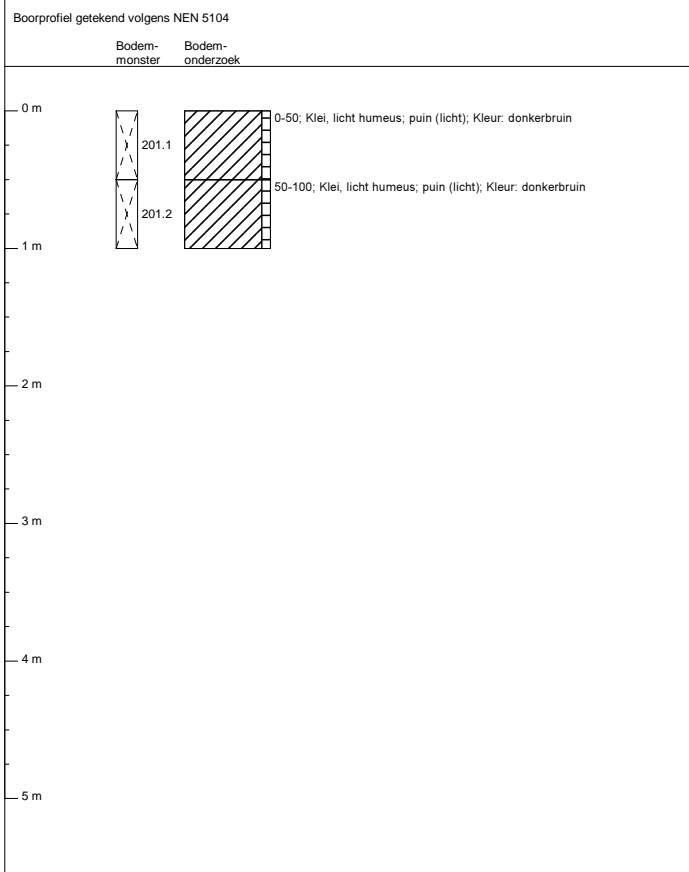 Boorprofiel getekend volgens NEN 5104
Bodem- Bodem-
monster onderzoek
0 m
0-50; Klei, licht humeus; puin (licht); Kleur: donkerbruin
201.1
50-100; Klei, licht humeus; puin (licht); Kleur: donkerbruin
201.2
1 m
2 m
3 m
4 m
5 m